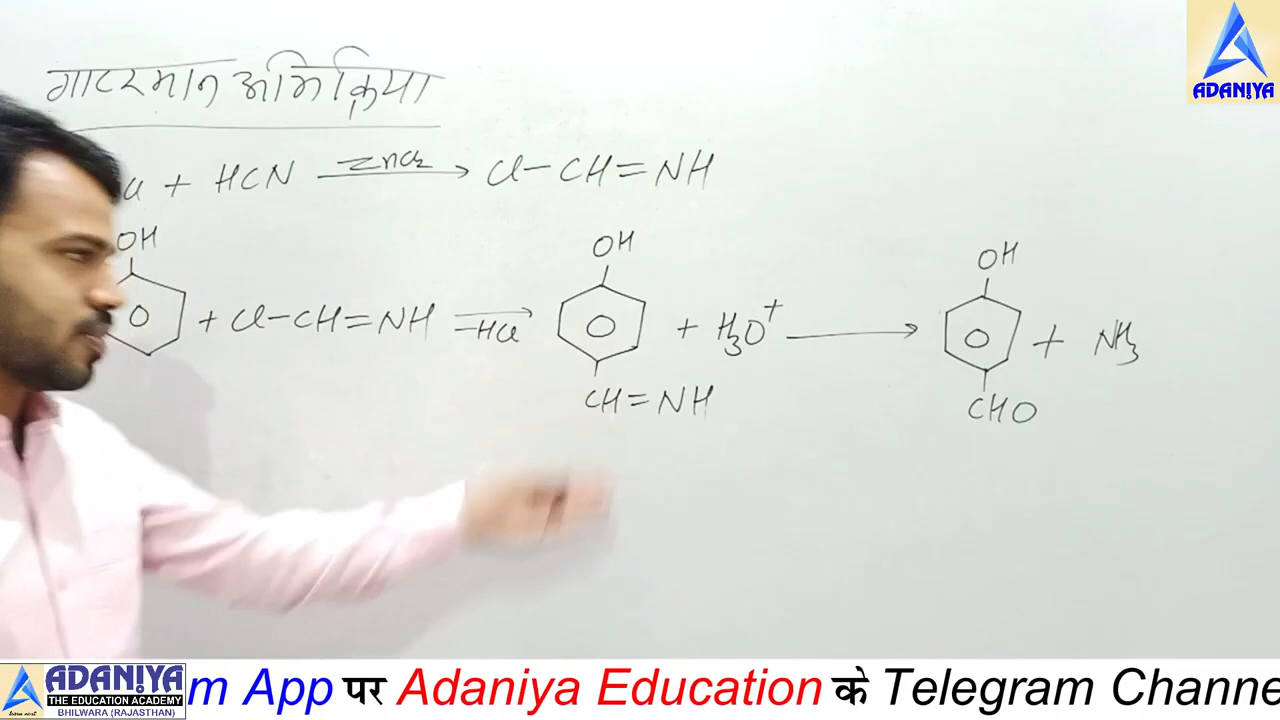 ADANIYA
गाटरमान अभिक्रिया
+ HCN ZnCl₂ → Cl–CH=NH
OH OH OH
+ Cl–CH=NH –HCl → + H₃O⁺ → + NH₃
CH=NH CHO
ADANIYA
THE EDUCATION ACADEMY
BHILWARA (RAJASTHAN)
m App पर Adaniya Education के Telegram Channe